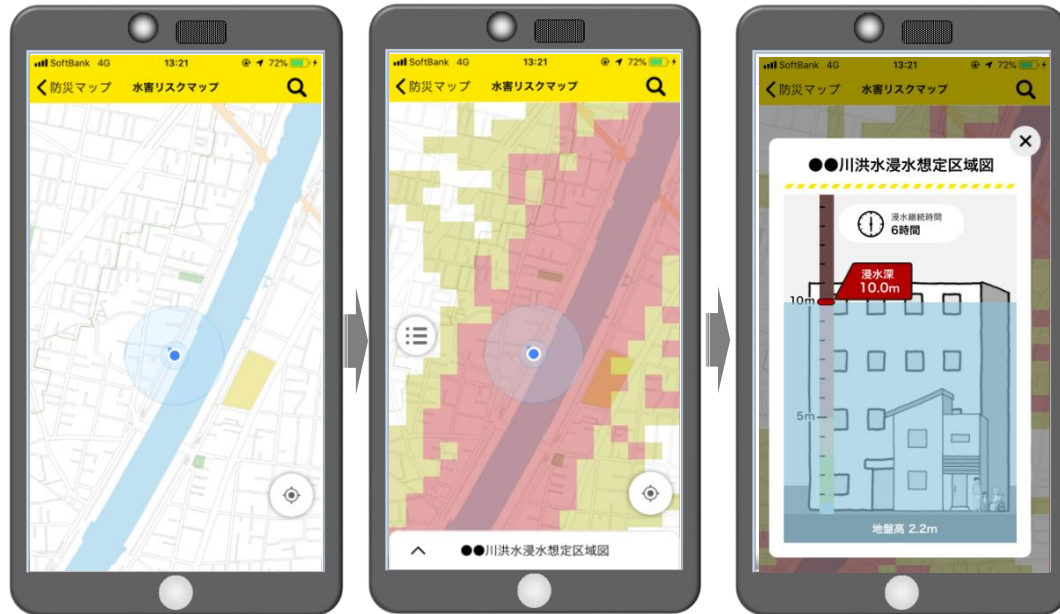 SoftBank 4G 13:21 72%
防災マップ 水害リスクマップ
SoftBank 4G 13:21 72%
防災マップ 水害リスクマップ
●●川洪水浸水想定区域図
SoftBank 4G 13:21 72%
防災マップ 水害リスクマップ
●●川洪水浸水想定区域図
浸水継続時間
6時間
浸水深
10.0m
10m
5m
地盤高 2.2m